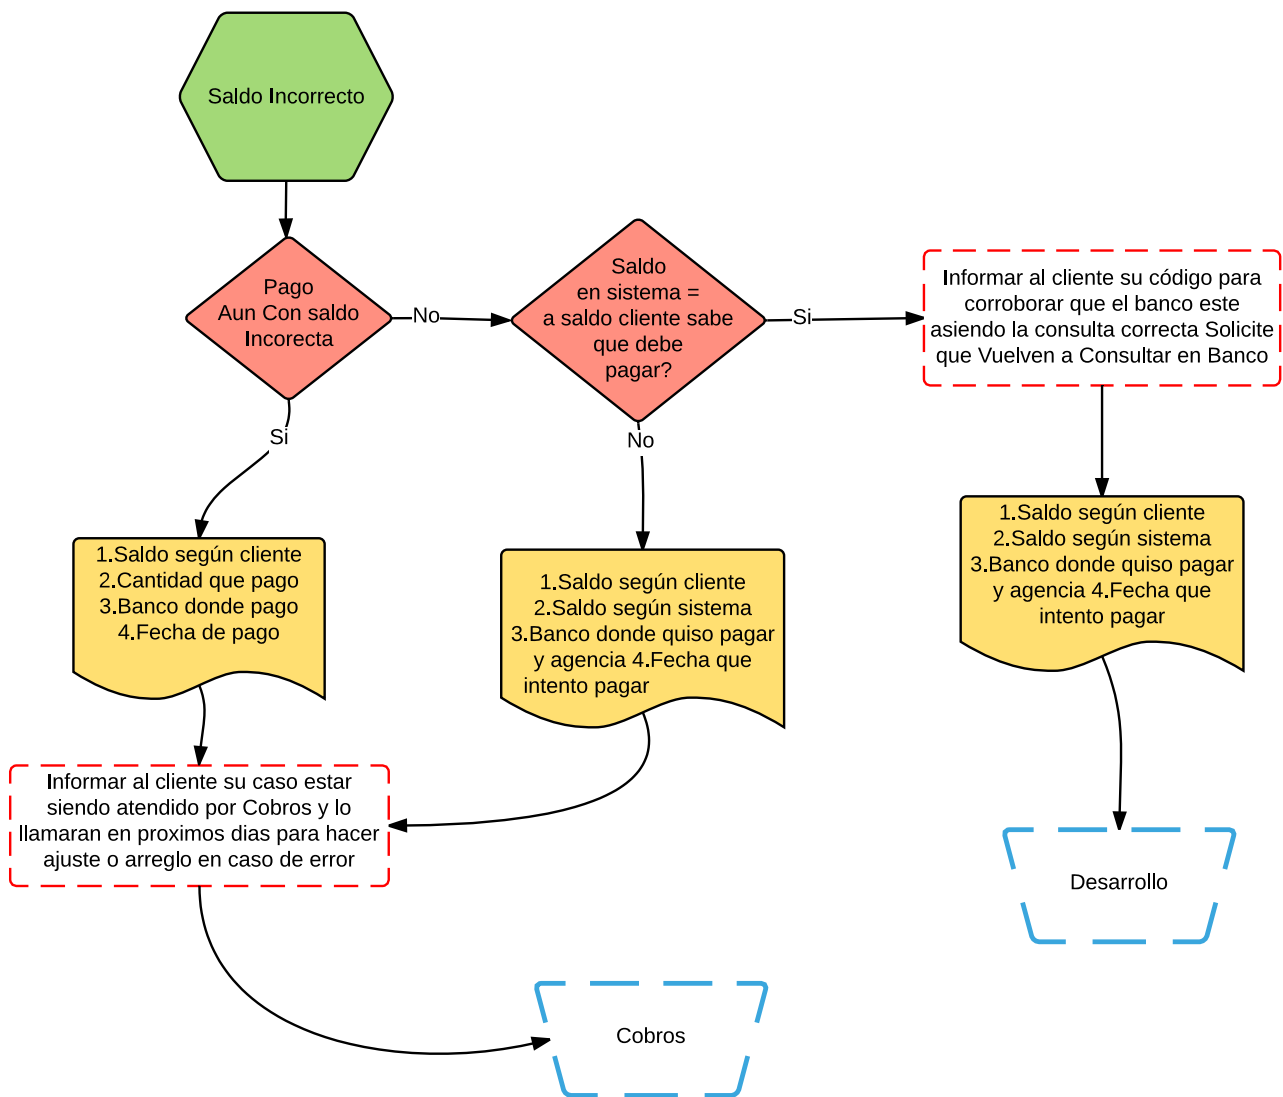 Saldo Incorrecto
Pago
Aun Con saldo
Incorecta
No
Saldo
en sistema =
a saldo cliente sabe
que debe
pagar?
Si
Informar al cliente su código para
corroborar que el banco este
asiendo la consulta correcta Solicite
que Vuelven a Consultar en Banco
Si
No
1.Saldo según cliente
2.Cantidad que pago
3.Banco donde pago
4.Fecha de pago
1.Saldo según cliente
2.Saldo según sistema
3.Banco donde quiso pagar
y agencia 4.Fecha que
intento pagar
1.Saldo según cliente
2.Saldo según sistema
3.Banco donde quiso pagar
y agencia 4.Fecha que
intento pagar
Informar al cliente su caso estar
siendo atendido por Cobros y lo
llamaran en proximos dias para hacer
ajuste o arreglo en caso de error
Desarrollo
Cobros